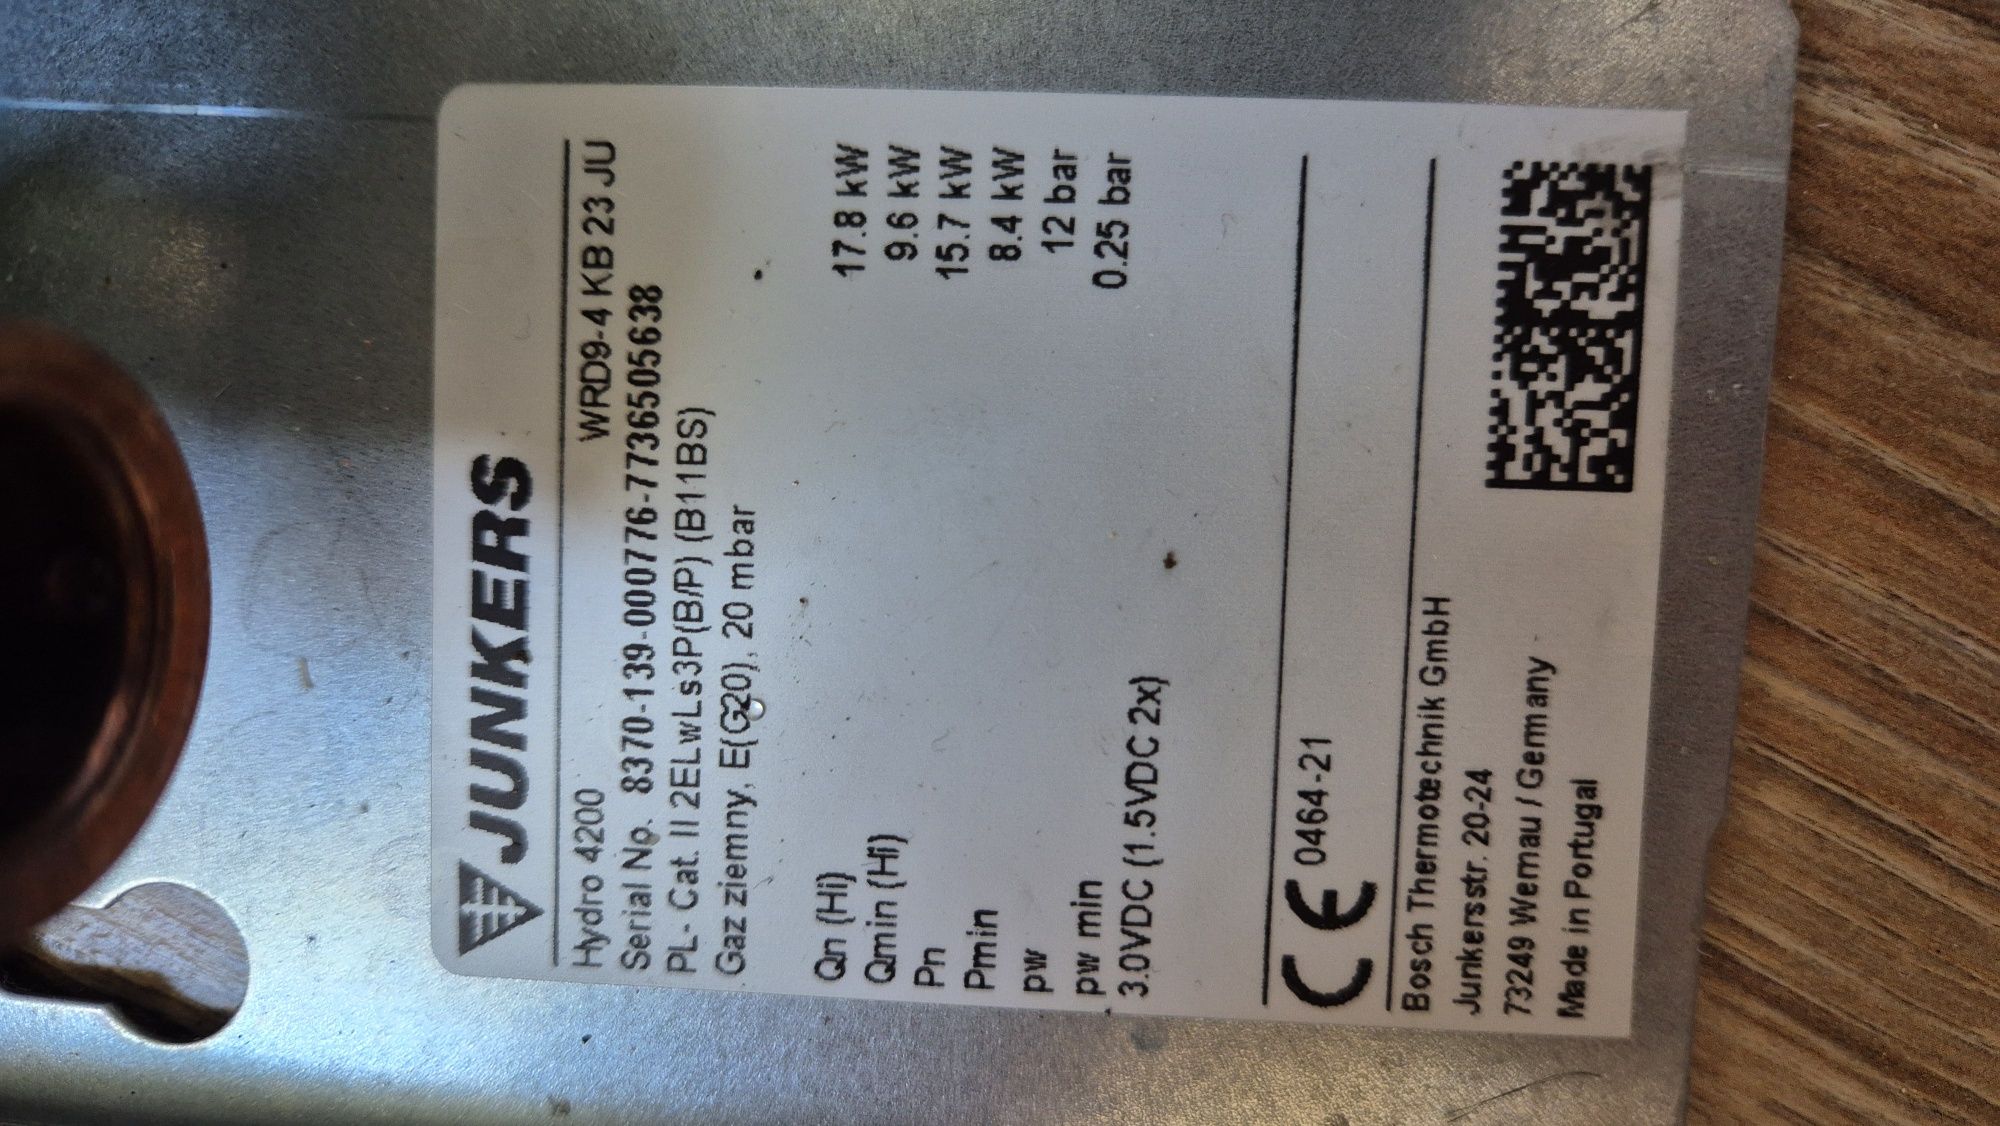 JUNKERS
Hydro 4200 WRD9-4 KB 23 JU
Serial No. 8370-139-000776-7736505638
PL- Cat. II 2ELwLs3P(B/P) (B11BS)
Gaz ziemny, E(G20), 20 mbar
Qn (Hi) 17.8 kW
Qmin (Hi) 9.6 kW
Pn 15.7 kW
Pmin 8.4 kW
pw 12 bar
pw min 0.25 bar
3.0VDC (1.5VDC 2x)
CE 0464-21
Bosch Thermotechnik GmbH
Junkersstr. 20-24
73249 Wernau / Germany
Made in Portugal